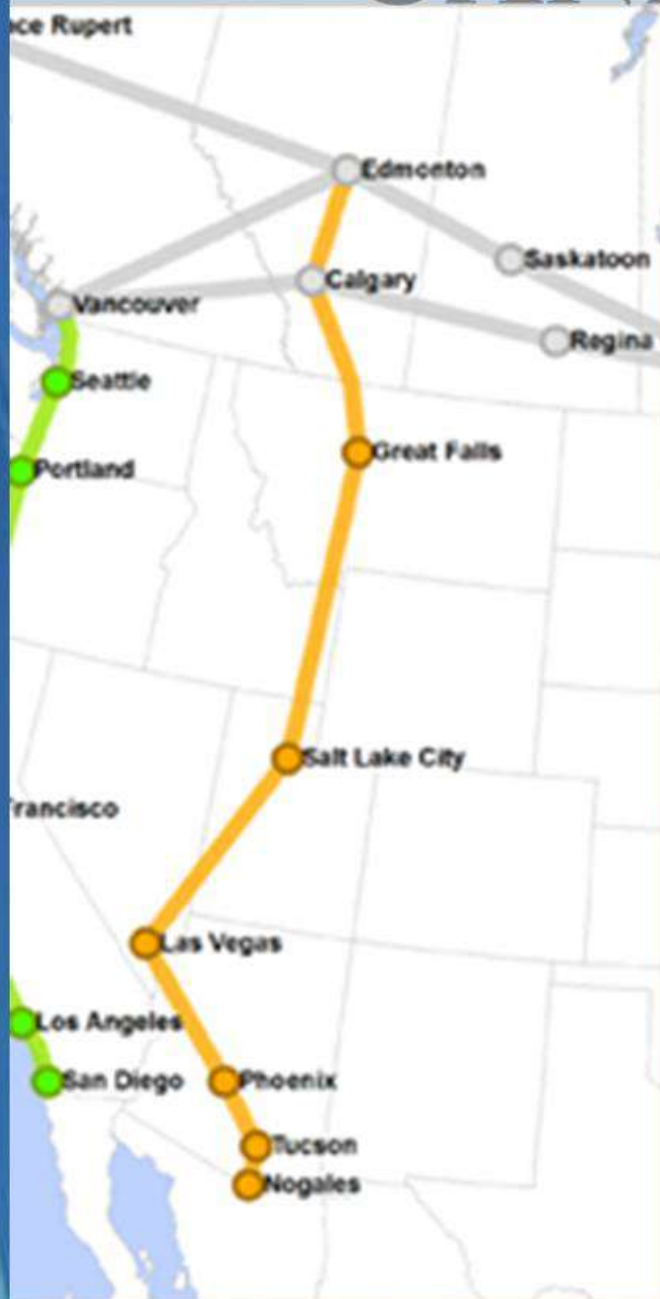 ce Rupert
Edmonton
Saskatoon
Calgary
Vancouver
Regina
Seattle
Great Falls
Portland
Salt Lake City
Francisco
Las Vegas
Los Angeles
San Diego
Phoenix
Tucson
Nogales